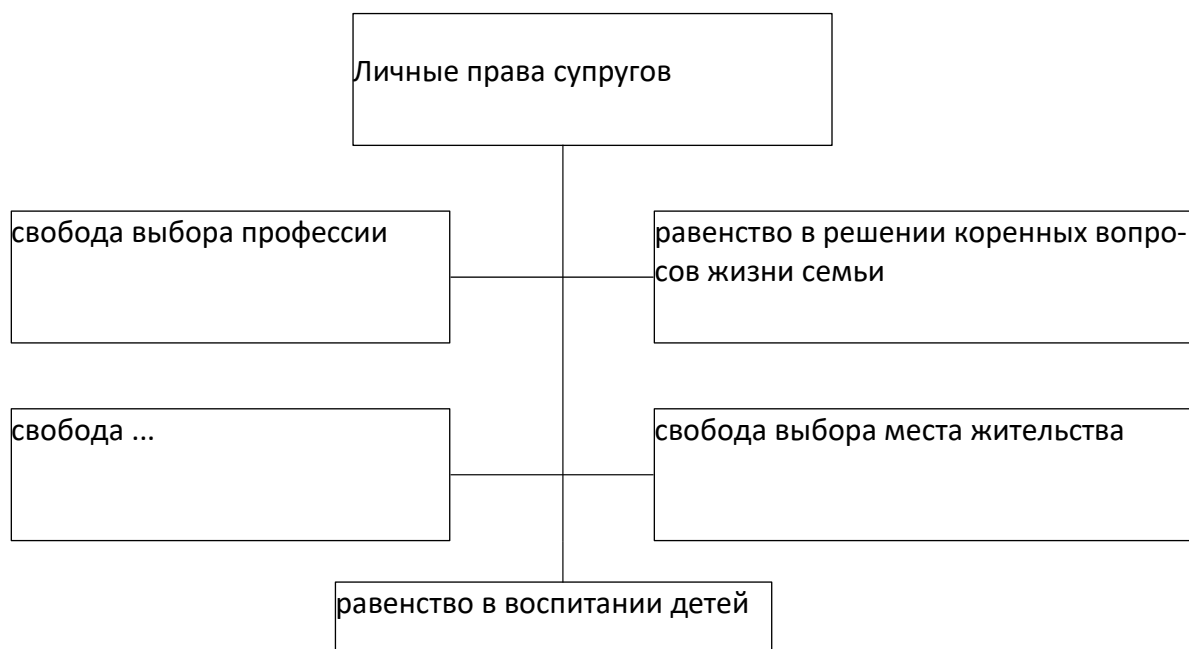 Личные права супругов
свобода выбора профессии
равенство в решении коренных вопро-
сов жизни семьи
свобода ...
свобода выбора места жительства
равенство в воспитании детей